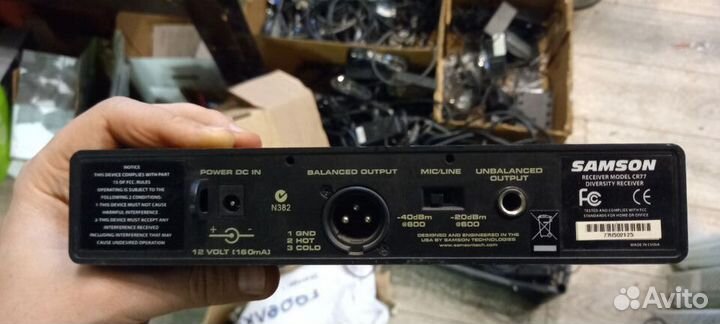 NOTICE
THIS DEVICE COMPLIES WITH PART
15 OF FCC RULES
OPERATING IS SUBJECT TO THE
FOLLOWING 2 CONDITIONS:
1-THIS DEVICE MUST NOT CAUSE
HARMFUL INTERFERENCE
2-THIS DEVICE MUST ACCEPT ANY
INTERFERENCE RECEIVED
INCLUDING INTERFERENCE THAT MAY
CAUSE UNDESIRED OPERATION
POWER DC IN
12 VOLT (160mA)
N382
BALANCED OUTPUT
1 GND
2 HOT
3 COLD
MIC/LINE
-40dBm
@600
-20dBm
@600
UNBALANCED
OUTPUT
DESIGNED AND ENGINEERED IN THE
USA BY SAMSON TECHNOLOGIES
www.samsontech.com
SAMSON
RECEIVER MODEL CR77
DIVERSITY RECEIVER
FC
TESTED AND COMPLIES WITH FCC
STANDARDS FOR HOME OR OFFICE
MADE IN CHINA
Avito